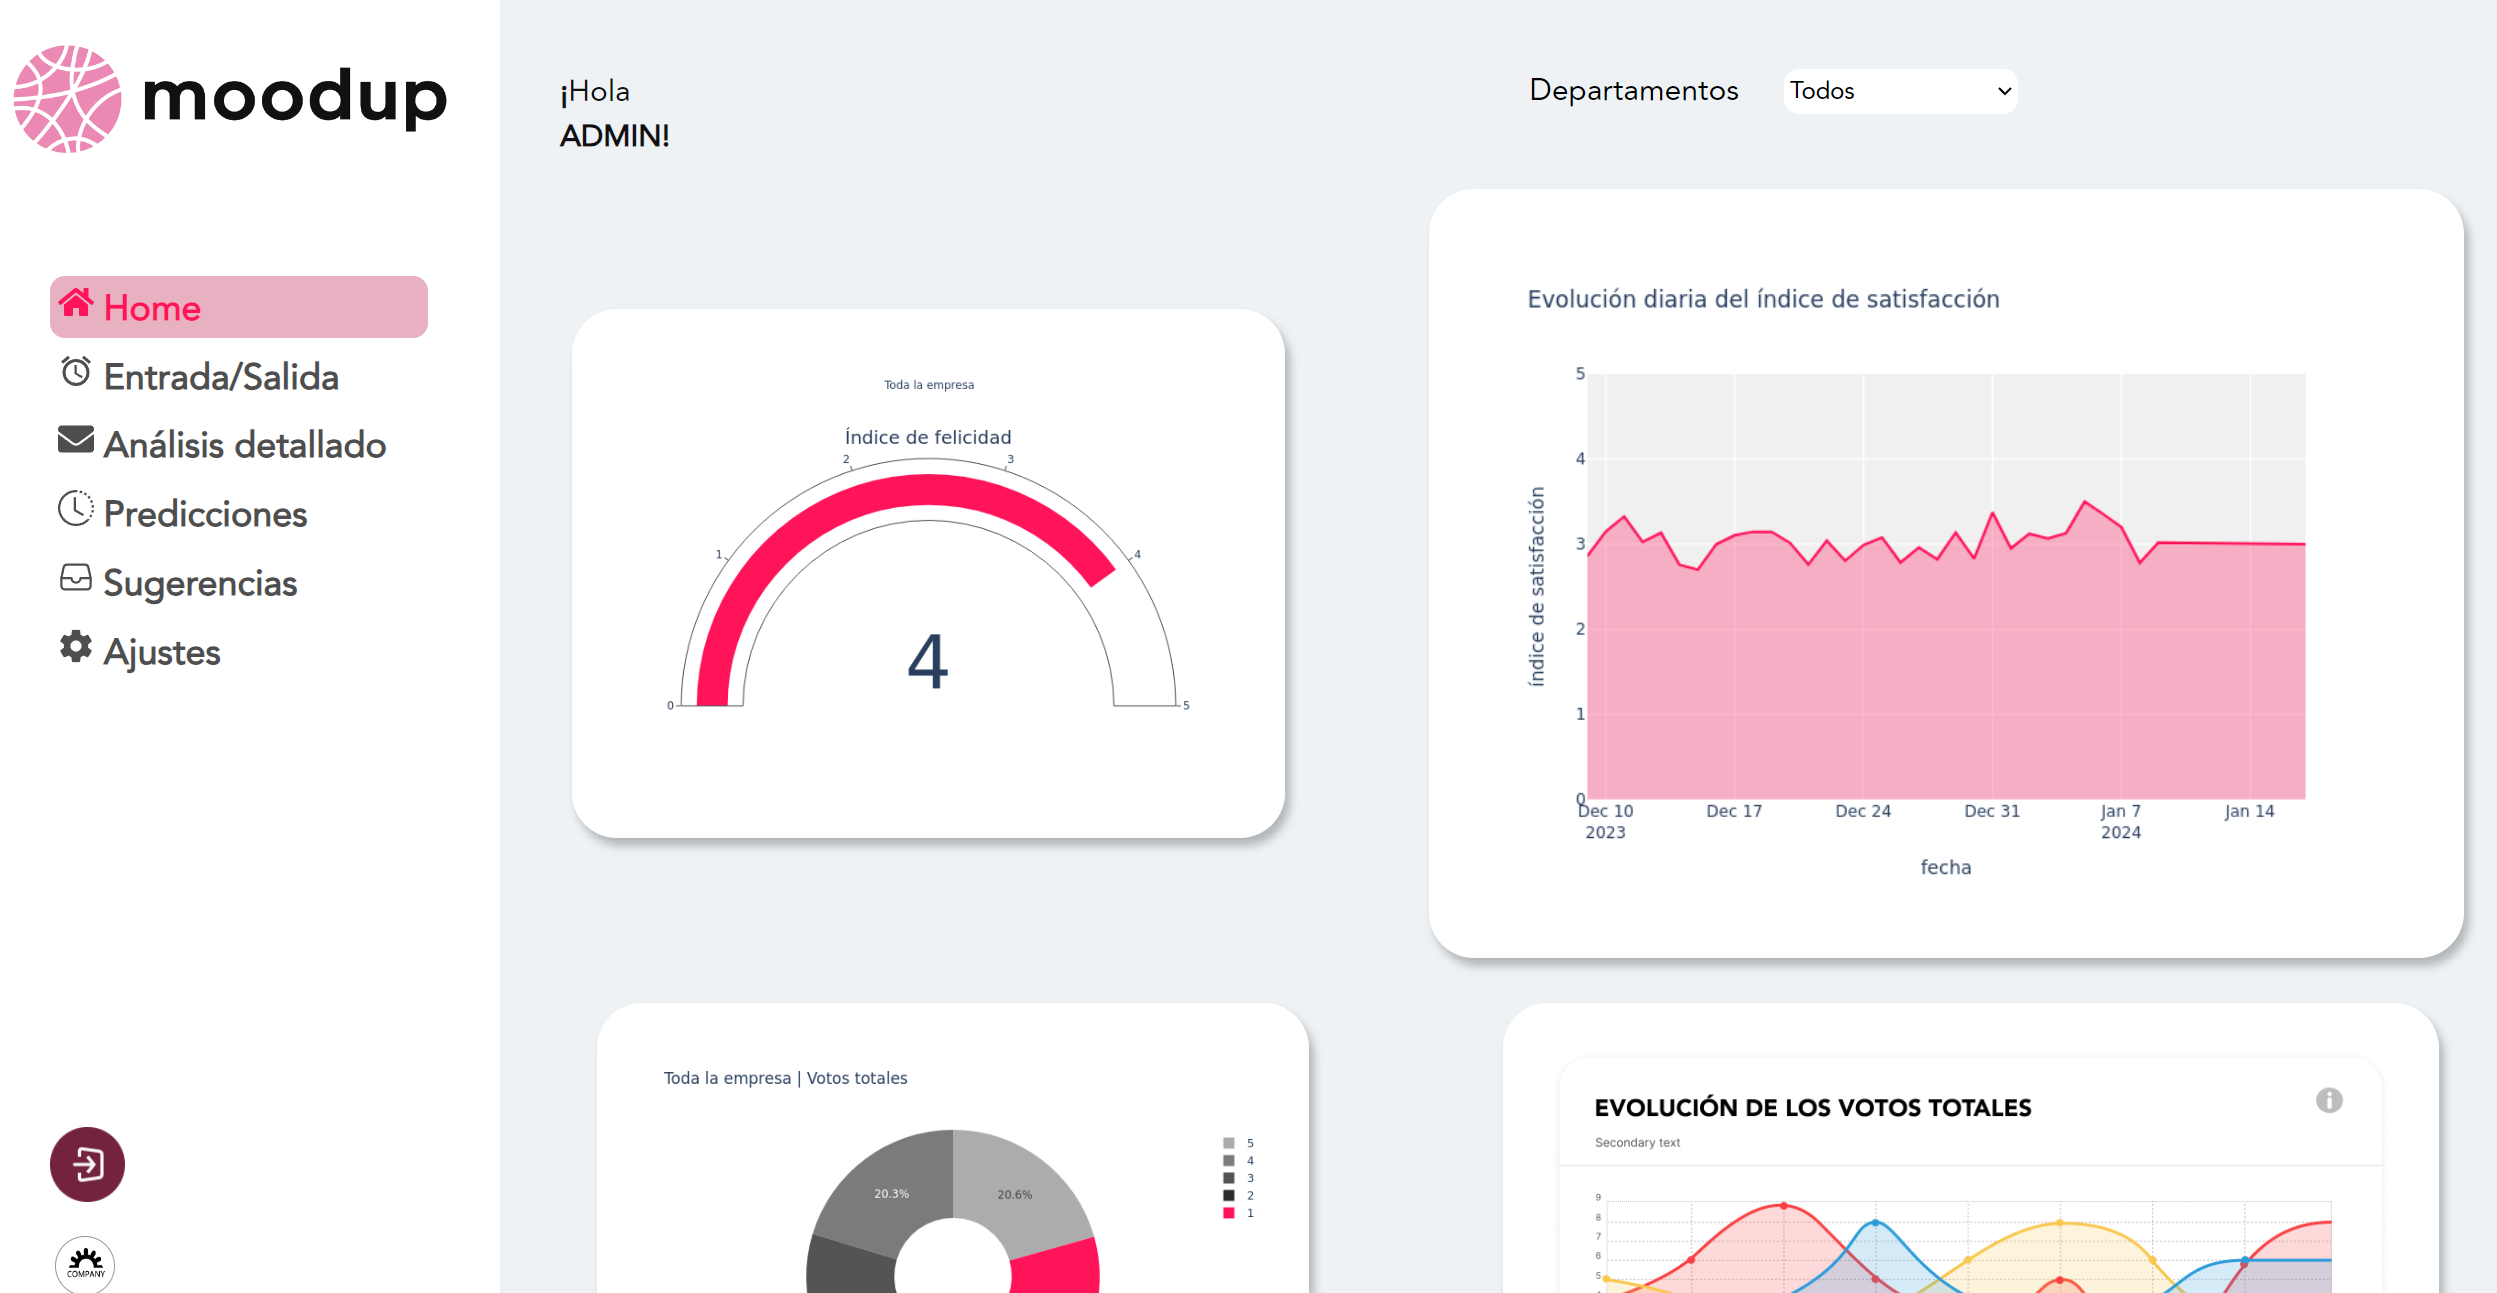 moodup
Home
Entrada/Salida
Análisis detallado
Predicciones
Sugerencias
Ajustes
COMPANY
¡Hola
ADMIN!
Departamentos
Todos
Toda la empresa
Índice de felicidad
0
1
2
3
4
5
4
Evolución diaria del índice de satisfacción
índice de satisfacción
5
4
3
2
1
0
Dec 10
2023
Dec 17
Dec 24
Dec 31
Jan 7
2024
Jan 14
fecha
Toda la empresa | Votos totales
20.3%
20.6%
5
4
3
2
1
EVOLUCIÓN DE LOS VOTOS TOTALES
Secondary text
9
8
7
6
5